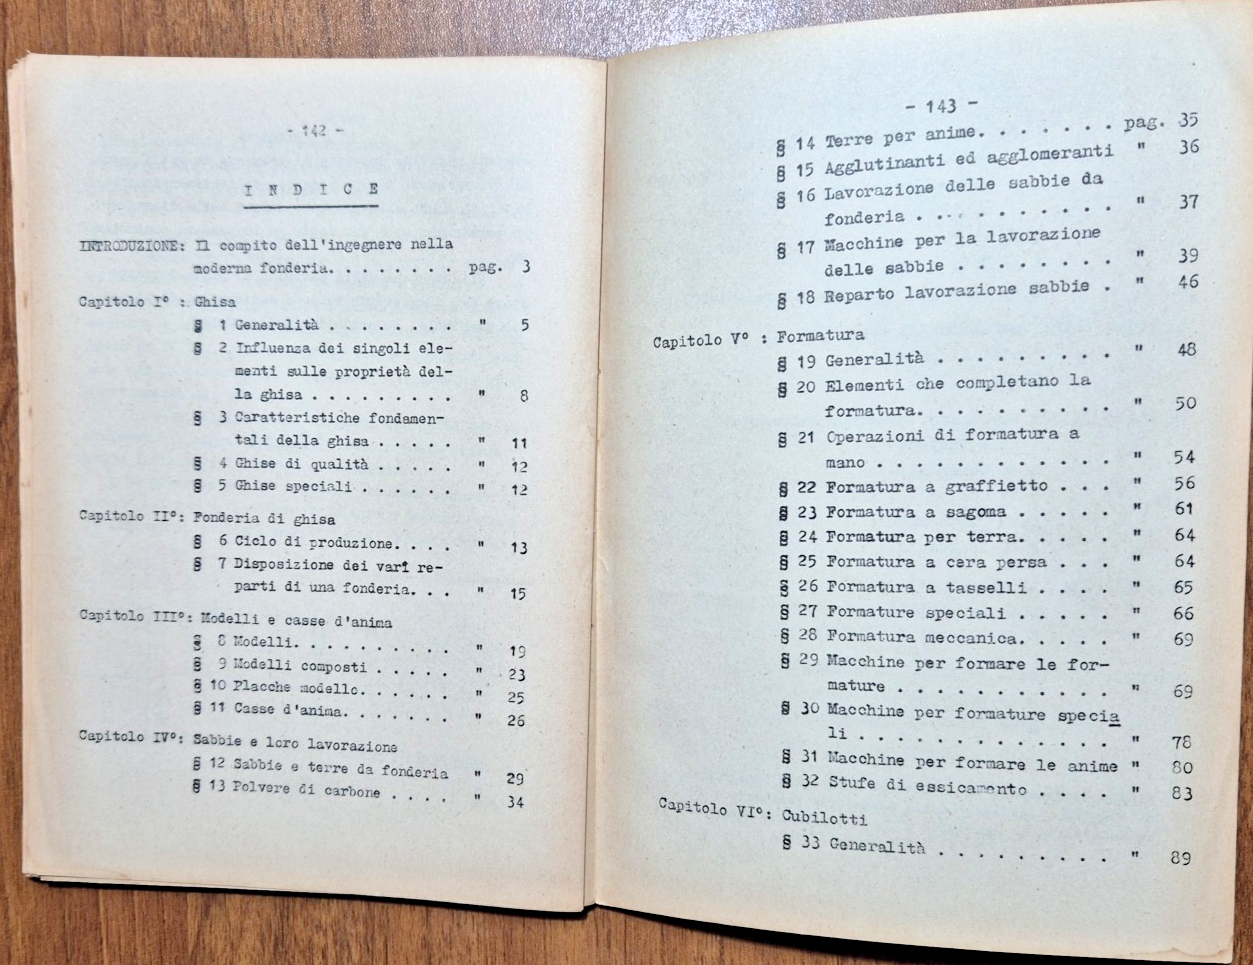 - 142 -
I N D I C E
INTRODUZIONE: Il compito dell'ingegnere nella
moderna fonderia. . . . . . . . pag. 3
Capitolo I° : Ghisa
§ 1 Generalità . . . . . . . . " 5
§ 2 Influenza dei singoli ele-
menti sulle proprietà del-
la ghisa . . . . . . . . . " 8
§ 3 Caratteristiche fondamen-
tali della ghisa . . . . . " 11
§ 4 Ghise di qualità . . . . . " 12
§ 5 Ghise speciali . . . . . . " 12
Capitolo II°: Fonderia di ghisa
§ 6 Ciclo di produzione. . . . " 13
§ 7 Disposizione dei vari re-
parti di una fonderia. . . " 15
Capitolo III°: Modelli e casse d'anima
§ 8 Modelli. . . . . . . . . . " 19
§ 9 Modelli composti . . . . . " 23
§ 10 Placche modello. . . . . . " 25
§ 11 Casse d'anima. . . . . . . " 26
Capitolo IV°: Sabbie e loro lavorazione
§ 12 Sabbie e terre da fonderia " 29
§ 13 Polvere di carbone . . . . " 34
- 143 -
§ 14 Terre per anime. . . . . . . pag. 35
§ 15 Agglutinanti ed agglomeranti " 36
§ 16 Lavorazione delle sabbie da
fonderia . . . . . . . . . . " 37
§ 17 Macchine per la lavorazione
delle sabbie . . . . . . . . " 39
§ 18 Reparto lavorazione sabbie . " 46
Capitolo V° : Formatura
§ 19 Generalità . . . . . . . . . " 48
§ 20 Elementi che completano la
formatura. . . . . . . . . . " 50
§ 21 Operazioni di formatura a
mano . . . . . . . . . . . . " 54
§ 22 Formatura a graffietto . . . " 56
§ 23 Formatura a sagoma . . . . . " 61
§ 24 Formatura per terra. . . . . " 64
§ 25 Formatura a cera persa . . . " 64
§ 26 Formatura a tasselli . . . . " 65
§ 27 Formature speciali . . . . . " 66
§ 28 Formatura meccanica. . . . . " 69
§ 29 Macchine per formare le for-
mature . . . . . . . . . . . " 69
§ 30 Macchine per formature specia
li . . . . . . . . . . . . . " 78
§ 31 Macchine per formare le anime " 80
§ 32 Stufe di essicamento . . . . " 83
Capitolo VI°: Cubilotti
§ 33 Generalità . . . . . . . . . " 89